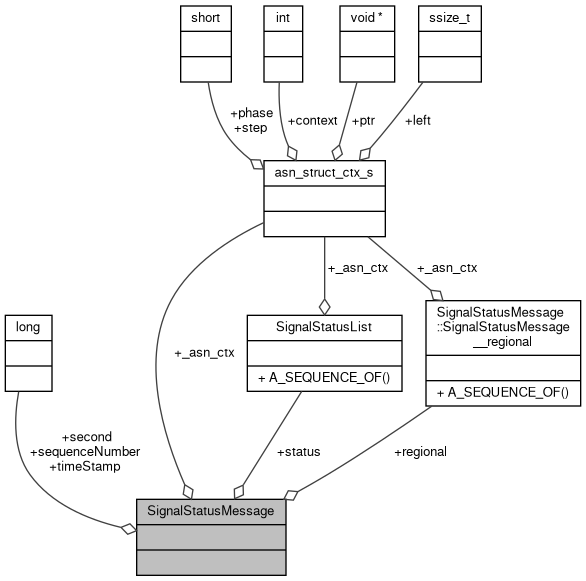 short
int
void *
ssize_t
+phase
+step
+context
+ptr
+left
asn_struct_ctx_s
+_asn_ctx
+_asn_ctx
SignalStatusMessage
::SignalStatusMessage
__regional
+ A_SEQUENCE_OF()
long
SignalStatusList
+ A_SEQUENCE_OF()
+_asn_ctx
+second
+sequenceNumber
+timeStamp
+status
+regional
SignalStatusMessage